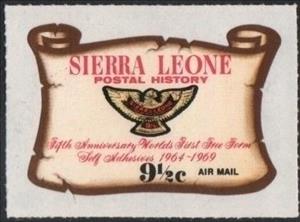 SIERRA LEONE
POSTAL HISTORY
Fifth Anniversary Worlds First Free Form
Self Adhesives 1964-1969
9½c AIR MAIL